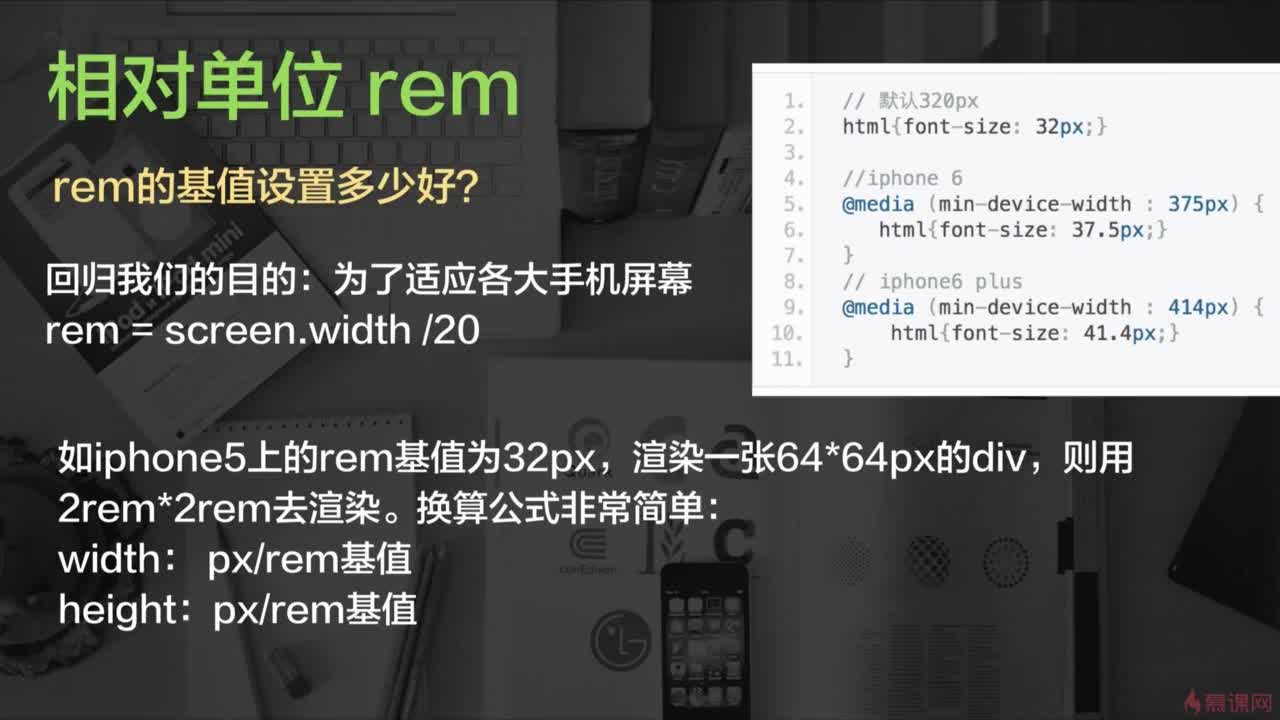 相对单位 rem
rem的基值设置多少好?
回归我们的目的：为了适应各大手机屏幕
rem = screen.width /20
1. // 默认320px
2. html{font-size: 32px;}
3.
4. //iphone 6
5. @media (min-device-width : 375px) {
6. html{font-size: 37.5px;}
7. }
8. // iphone6 plus
9. @media (min-device-width : 414px) {
10. html{font-size: 41.4px;}
11. }
如iphone5上的rem基值为32px，渲染一张64*64px的div，则用
2rem*2rem去渲染。换算公式非常简单：
width： px/rem基值
height：px/rem基值
慕课网